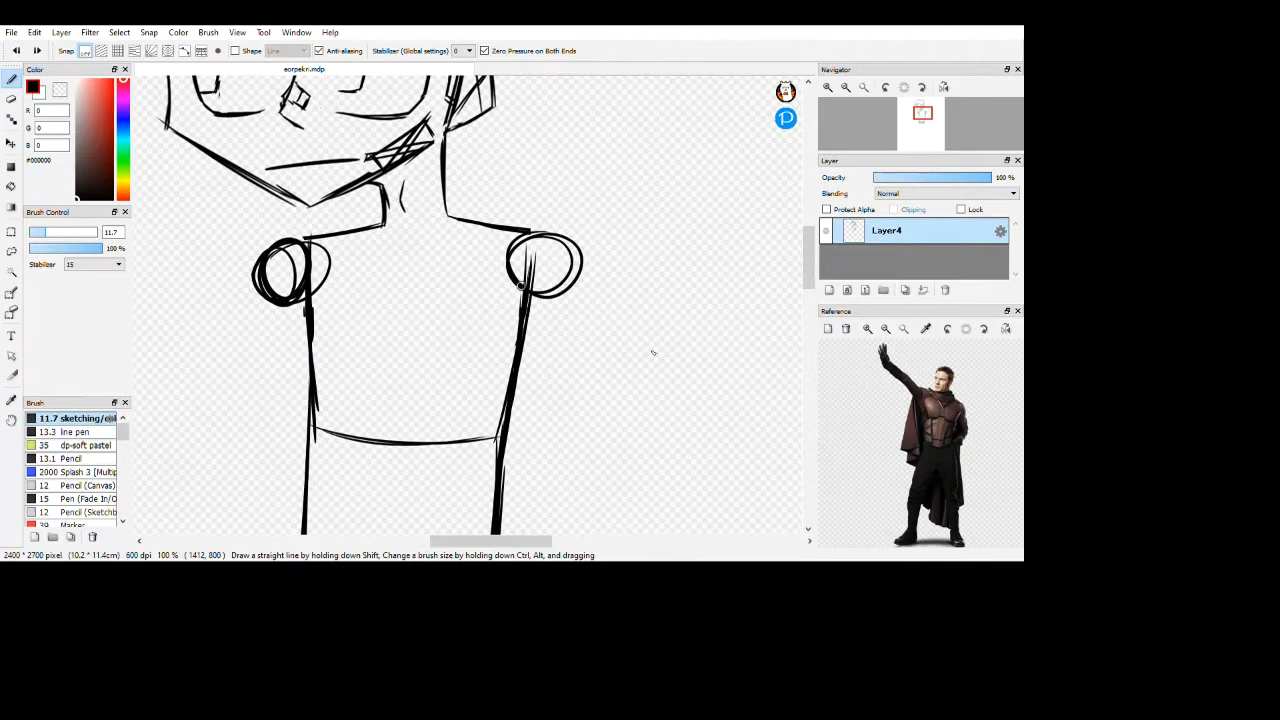 File Edit Layer Filter Select Snap Color Brush View Tool Window Help
Snap OFF Shape Line Anti-aliasing Stabilizer (Global settings) 0 Zero Pressure on Both Ends
Color
eorpekri.mdp
Navigator
R 0
G 0
B 0
#000000
Layer
Opacity 100 %
Blending Normal
Protect Alpha Clipping Lock
Layer4
Brush Control
11.7
100 %
Stabilizer 15
Reference
Brush
11.7 sketching/
13.3 line pen
35 dp-soft pastel
13.1 Pencil
2000 Splash 3 [Multip
12 Pencil (Canvas)
15 Pen (Fade In/O
12 Pencil (Sketchb
39 Marker
2400 * 2700 pixel (10.2 * 11.4cm) 600 dpi 100 % ( 1412, 800 ) Draw a straight line by holding down Shift, Change a brush size by holding down Ctrl, Alt, and dragging